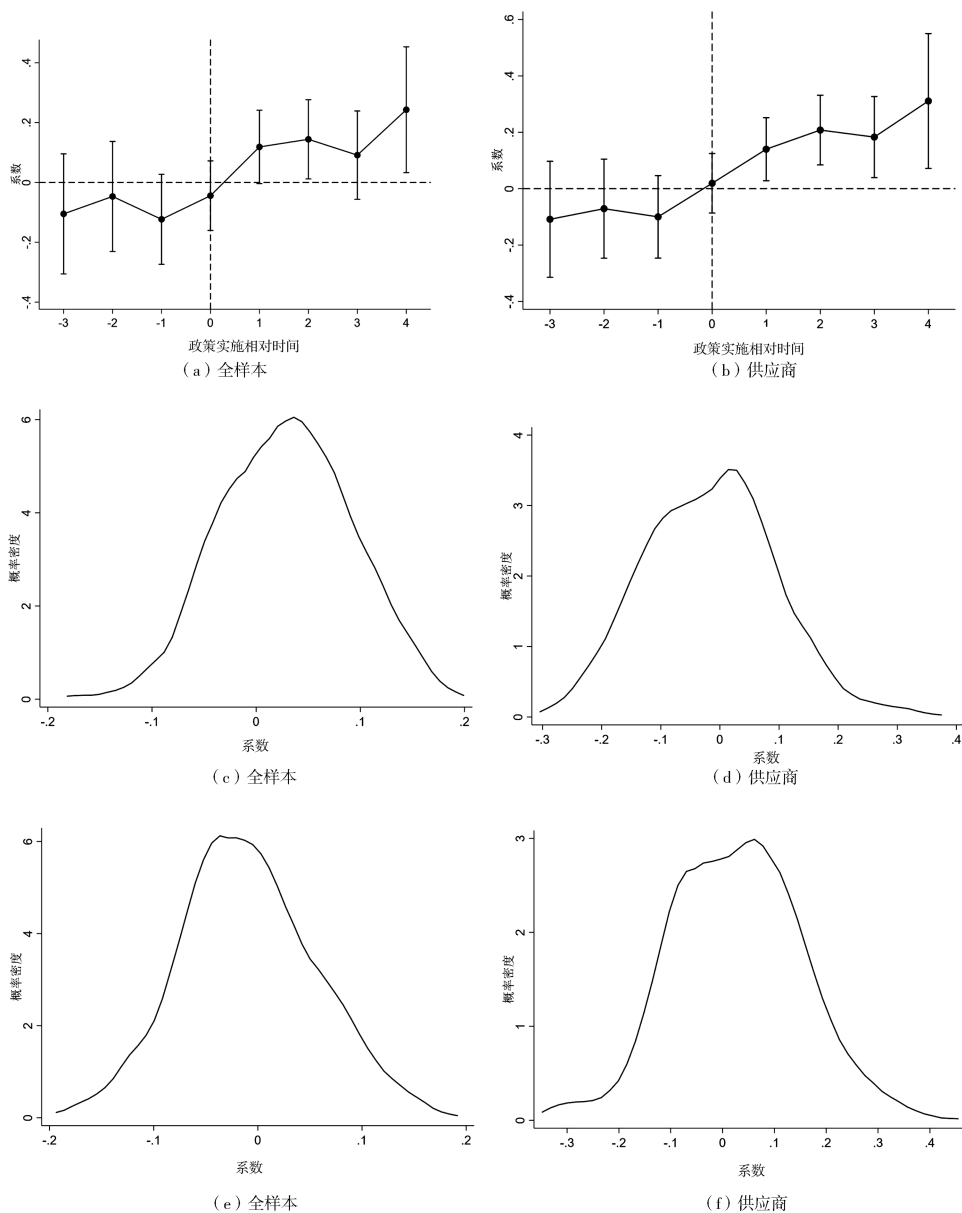 .4
.2
0
-.2
-.4
系数
-3 -2 -1 0 1 2 3 4
政策实施相对时间
（a）全样本
.6
.4
.2
0
-.2
-.4
系数
-3 -2 -1 0 1 2 3 4
政策实施相对时间
（b）供应商
6
4
2
0
概率密度
-.2 -.1 0 .1 .2
系数
（c）全样本
4
3
2
1
0
概率密度
-.3 -.2 -.1 0 .1 .2 .3 .4
系数
（d）供应商
6
4
2
0
概率密度
-.2 -.1 0 .1 .2
系数
（e）全样本
3
2
1
0
概率密度
-.3 -.2 -.1 0 .1 .2 .3 .4
系数
（f）供应商